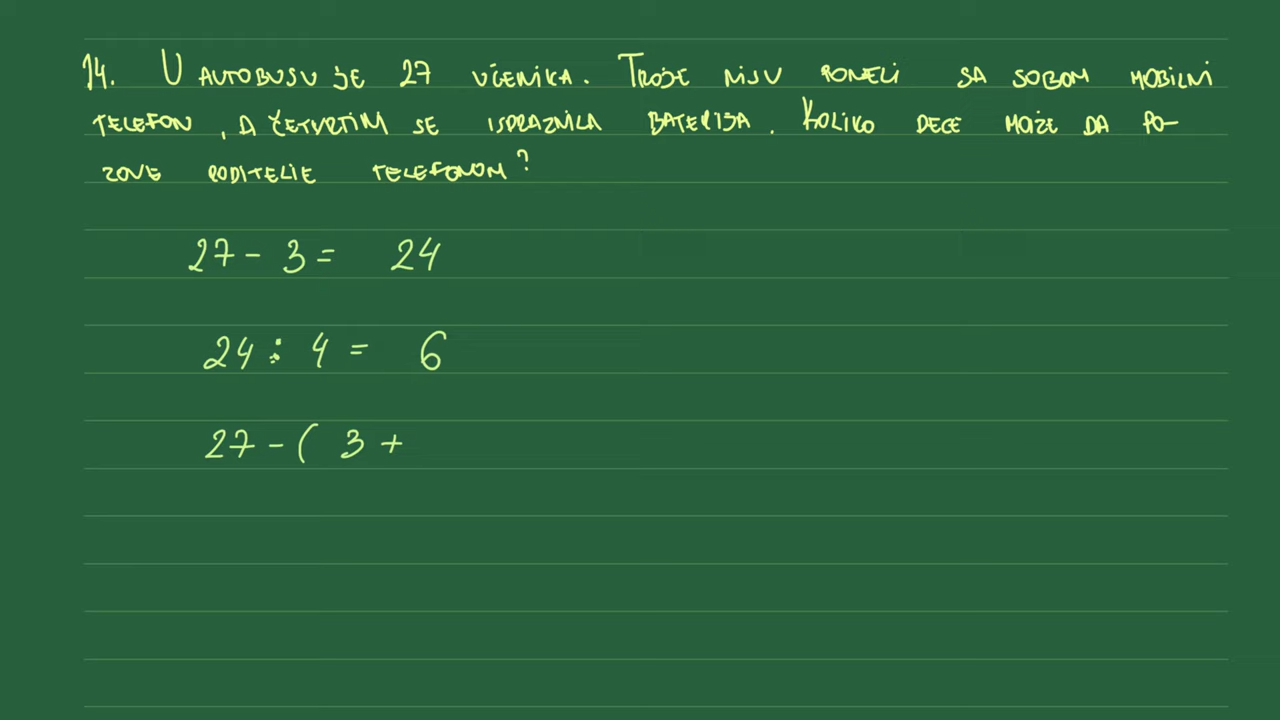 14. U AUTOBUSU JE 27 UČENIKA. TROJE NISU PONELI SA SOBOM MOBILNI
TELEFON, A ČETVRTINI SE ISPRAZNILA BATERIJA. KOLIKO DECE MOŽE DA PO-
ZOVE RODITELJE TELEFONOM?
27 - 3 = 24
24 : 4 = 6
27 - ( 3 +